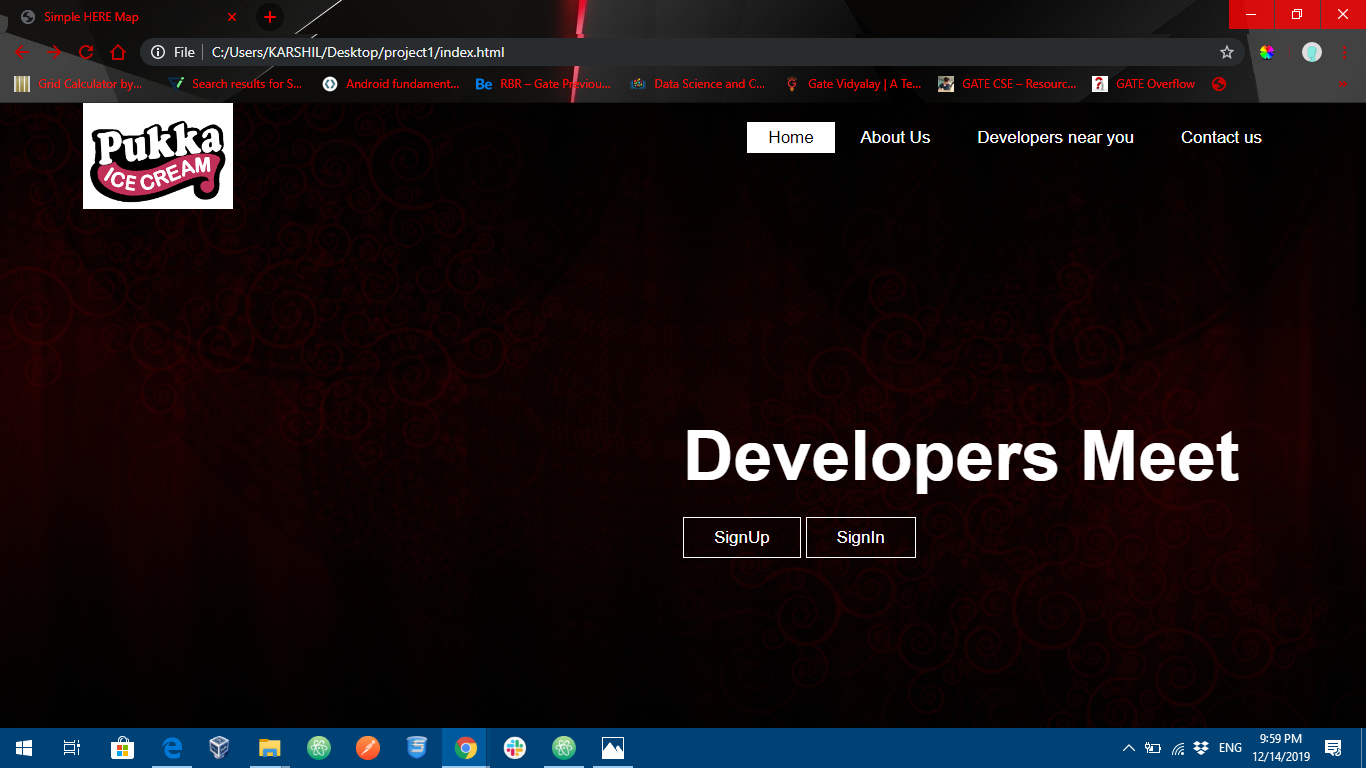 Simple HERE Map
File
C:/Users/KARSHIL/Desktop/project1/index.html
Grid Calculator by... Search results for S... Android fundament... Be RBR – Gate Previou... Data Science and C... Gate Vidyalay | A Te... GATE CSE – Resourc... GATE Overflow »
Pukka
ICE CREAM
Home About Us Developers near you Contact us
Developers Meet
SignUp SignIn
ENG
9:59 PM
12/14/2019